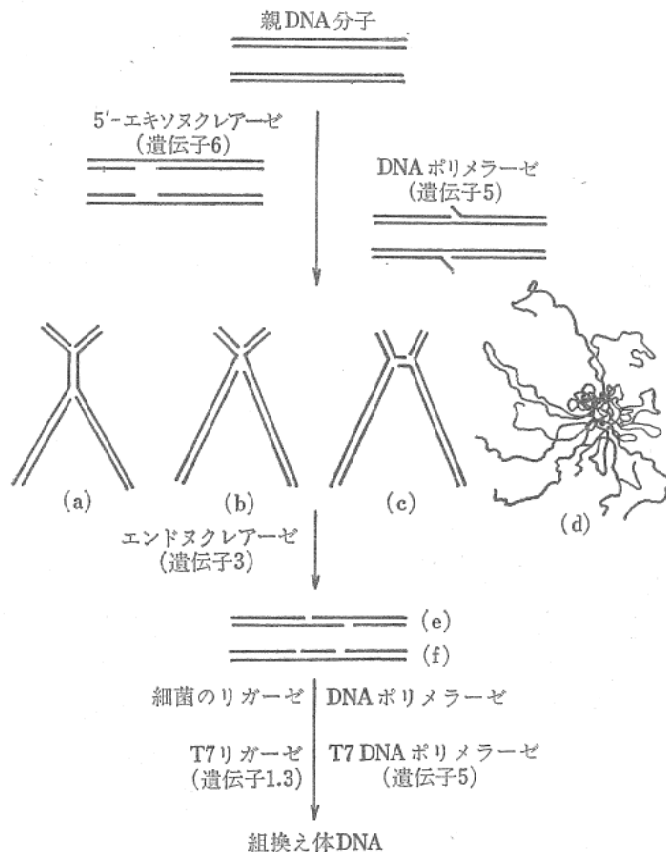 親DNA分子
5'-エキソヌクレアーゼ
(遺伝子6)
DNAポリメラーゼ
(遺伝子5)
(a)
(b)
(c)
(d)
エンドヌクレアーゼ
(遺伝子3)
(e)
(f)
細菌のリガーゼ
DNAポリメラーゼ
T7リガーゼ
(遺伝子1.3)
T7 DNAポリメラーゼ
(遺伝子5)
組換え体DNA